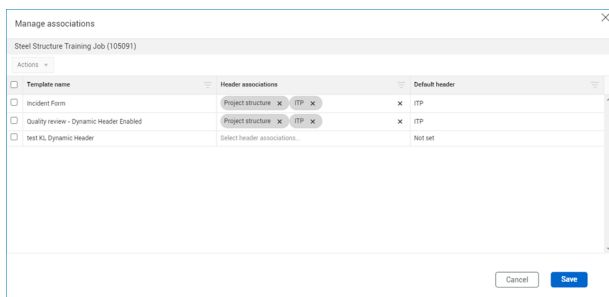 Manage associations
Steel Structure Training Job (105091)
Actions
Template name Header associations Default header
Incident Form Project structure ITP ITP
Quality review - Dynamic Header Enabled Project structure ITP ITP
test KL Dynamic Header Select header associations... Not set
Cancel Save